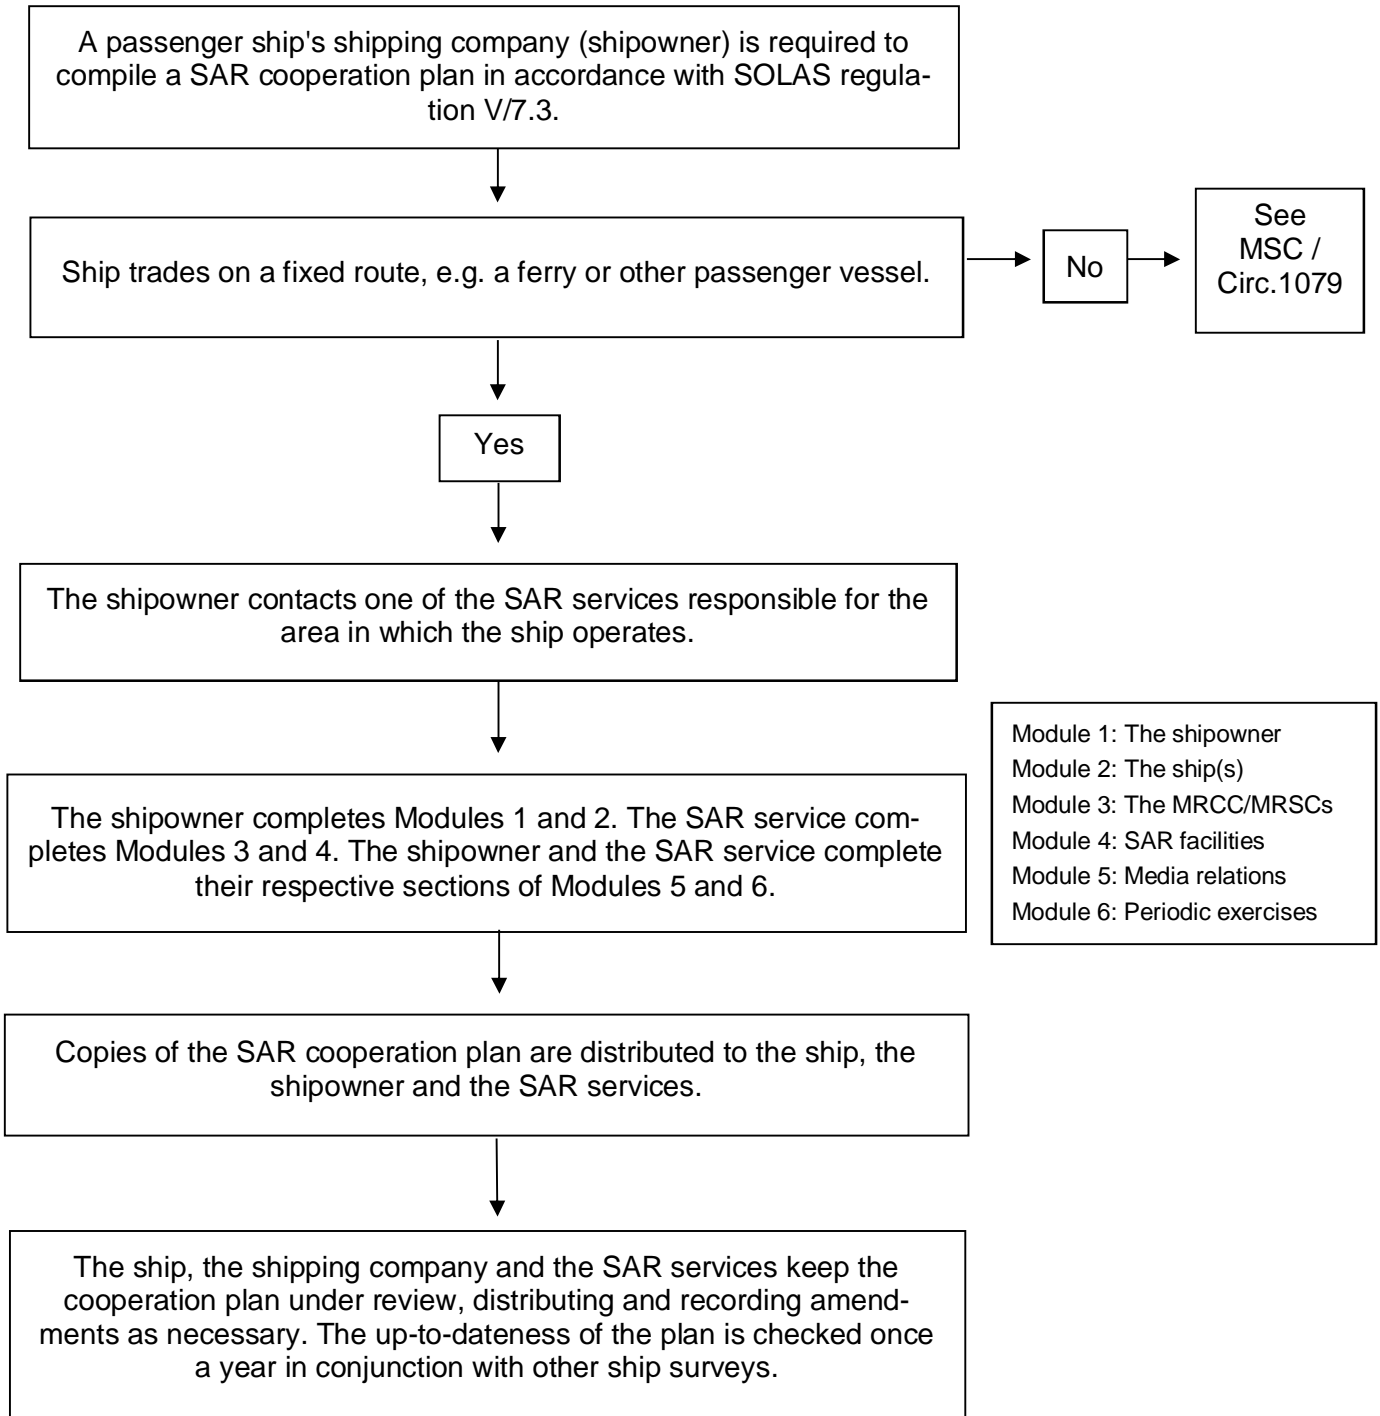 A passenger ship's shipping company (shipowner) is required to
compile a SAR cooperation plan in accordance with SOLAS regula-
tion V/7.3.
Ship trades on a fixed route, e.g. a ferry or other passenger vessel.
No
See
MSC /
Circ.1079
Yes
The shipowner contacts one of the SAR services responsible for the
area in which the ship operates.
The shipowner completes Modules 1 and 2. The SAR service com-
pletes Modules 3 and 4. The shipowner and the SAR service complete
their respective sections of Modules 5 and 6.
Module 1: The shipowner
Module 2: The ship(s)
Module 3: The MRCC/MRSCs
Module 4: SAR facilities
Module 5: Media relations
Module 6: Periodic exercises
Copies of the SAR cooperation plan are distributed to the ship, the
shipowner and the SAR services.
The ship, the shipping company and the SAR services keep the
cooperation plan under review, distributing and recording amend-
ments as necessary. The up-to-dateness of the plan is checked once
a year in conjunction with other ship surveys.